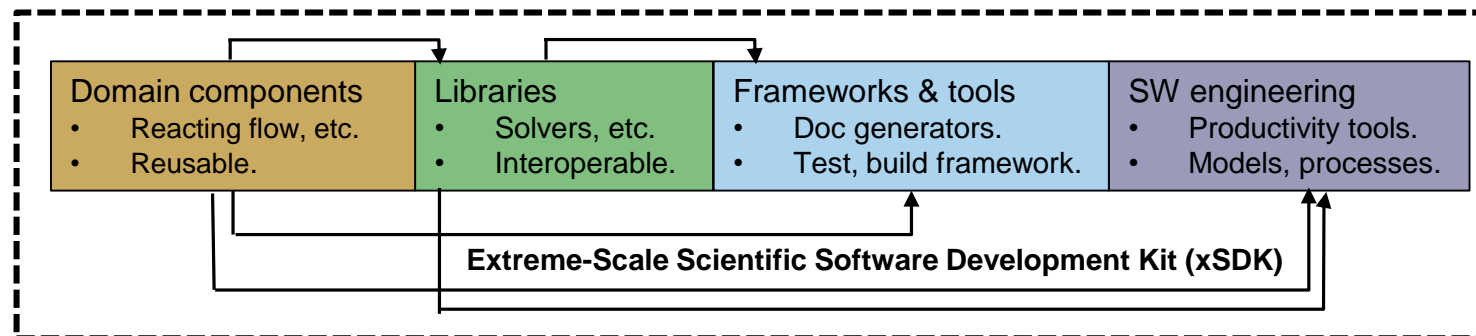 Domain components
• Reacting flow, etc.
• Reusable.
Libraries
• Solvers, etc.
• Interoperable.
Frameworks & tools
• Doc generators.
• Test, build framework.
SW engineering
• Productivity tools.
• Models, processes.
Extreme-Scale Scientific Software Development Kit (xSDK)